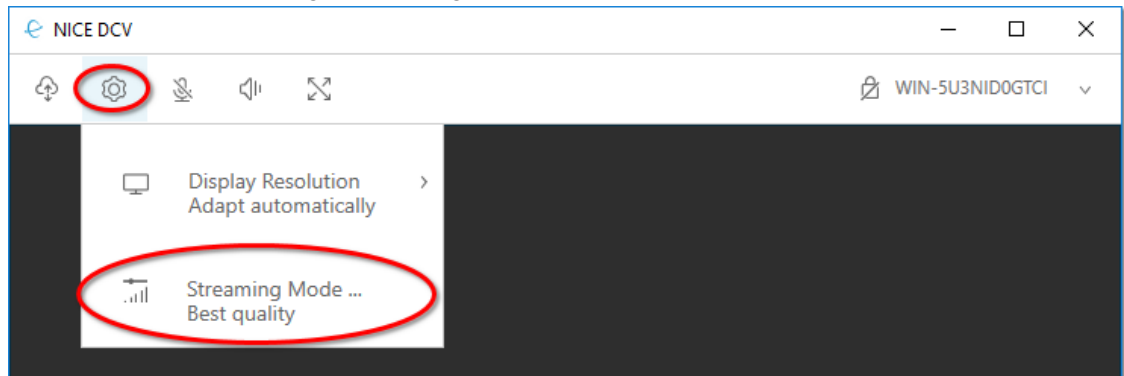 NICE DCV
WIN-5U3NID0GTCI
Display Resolution
Adapt automatically
Streaming Mode ...
Best quality